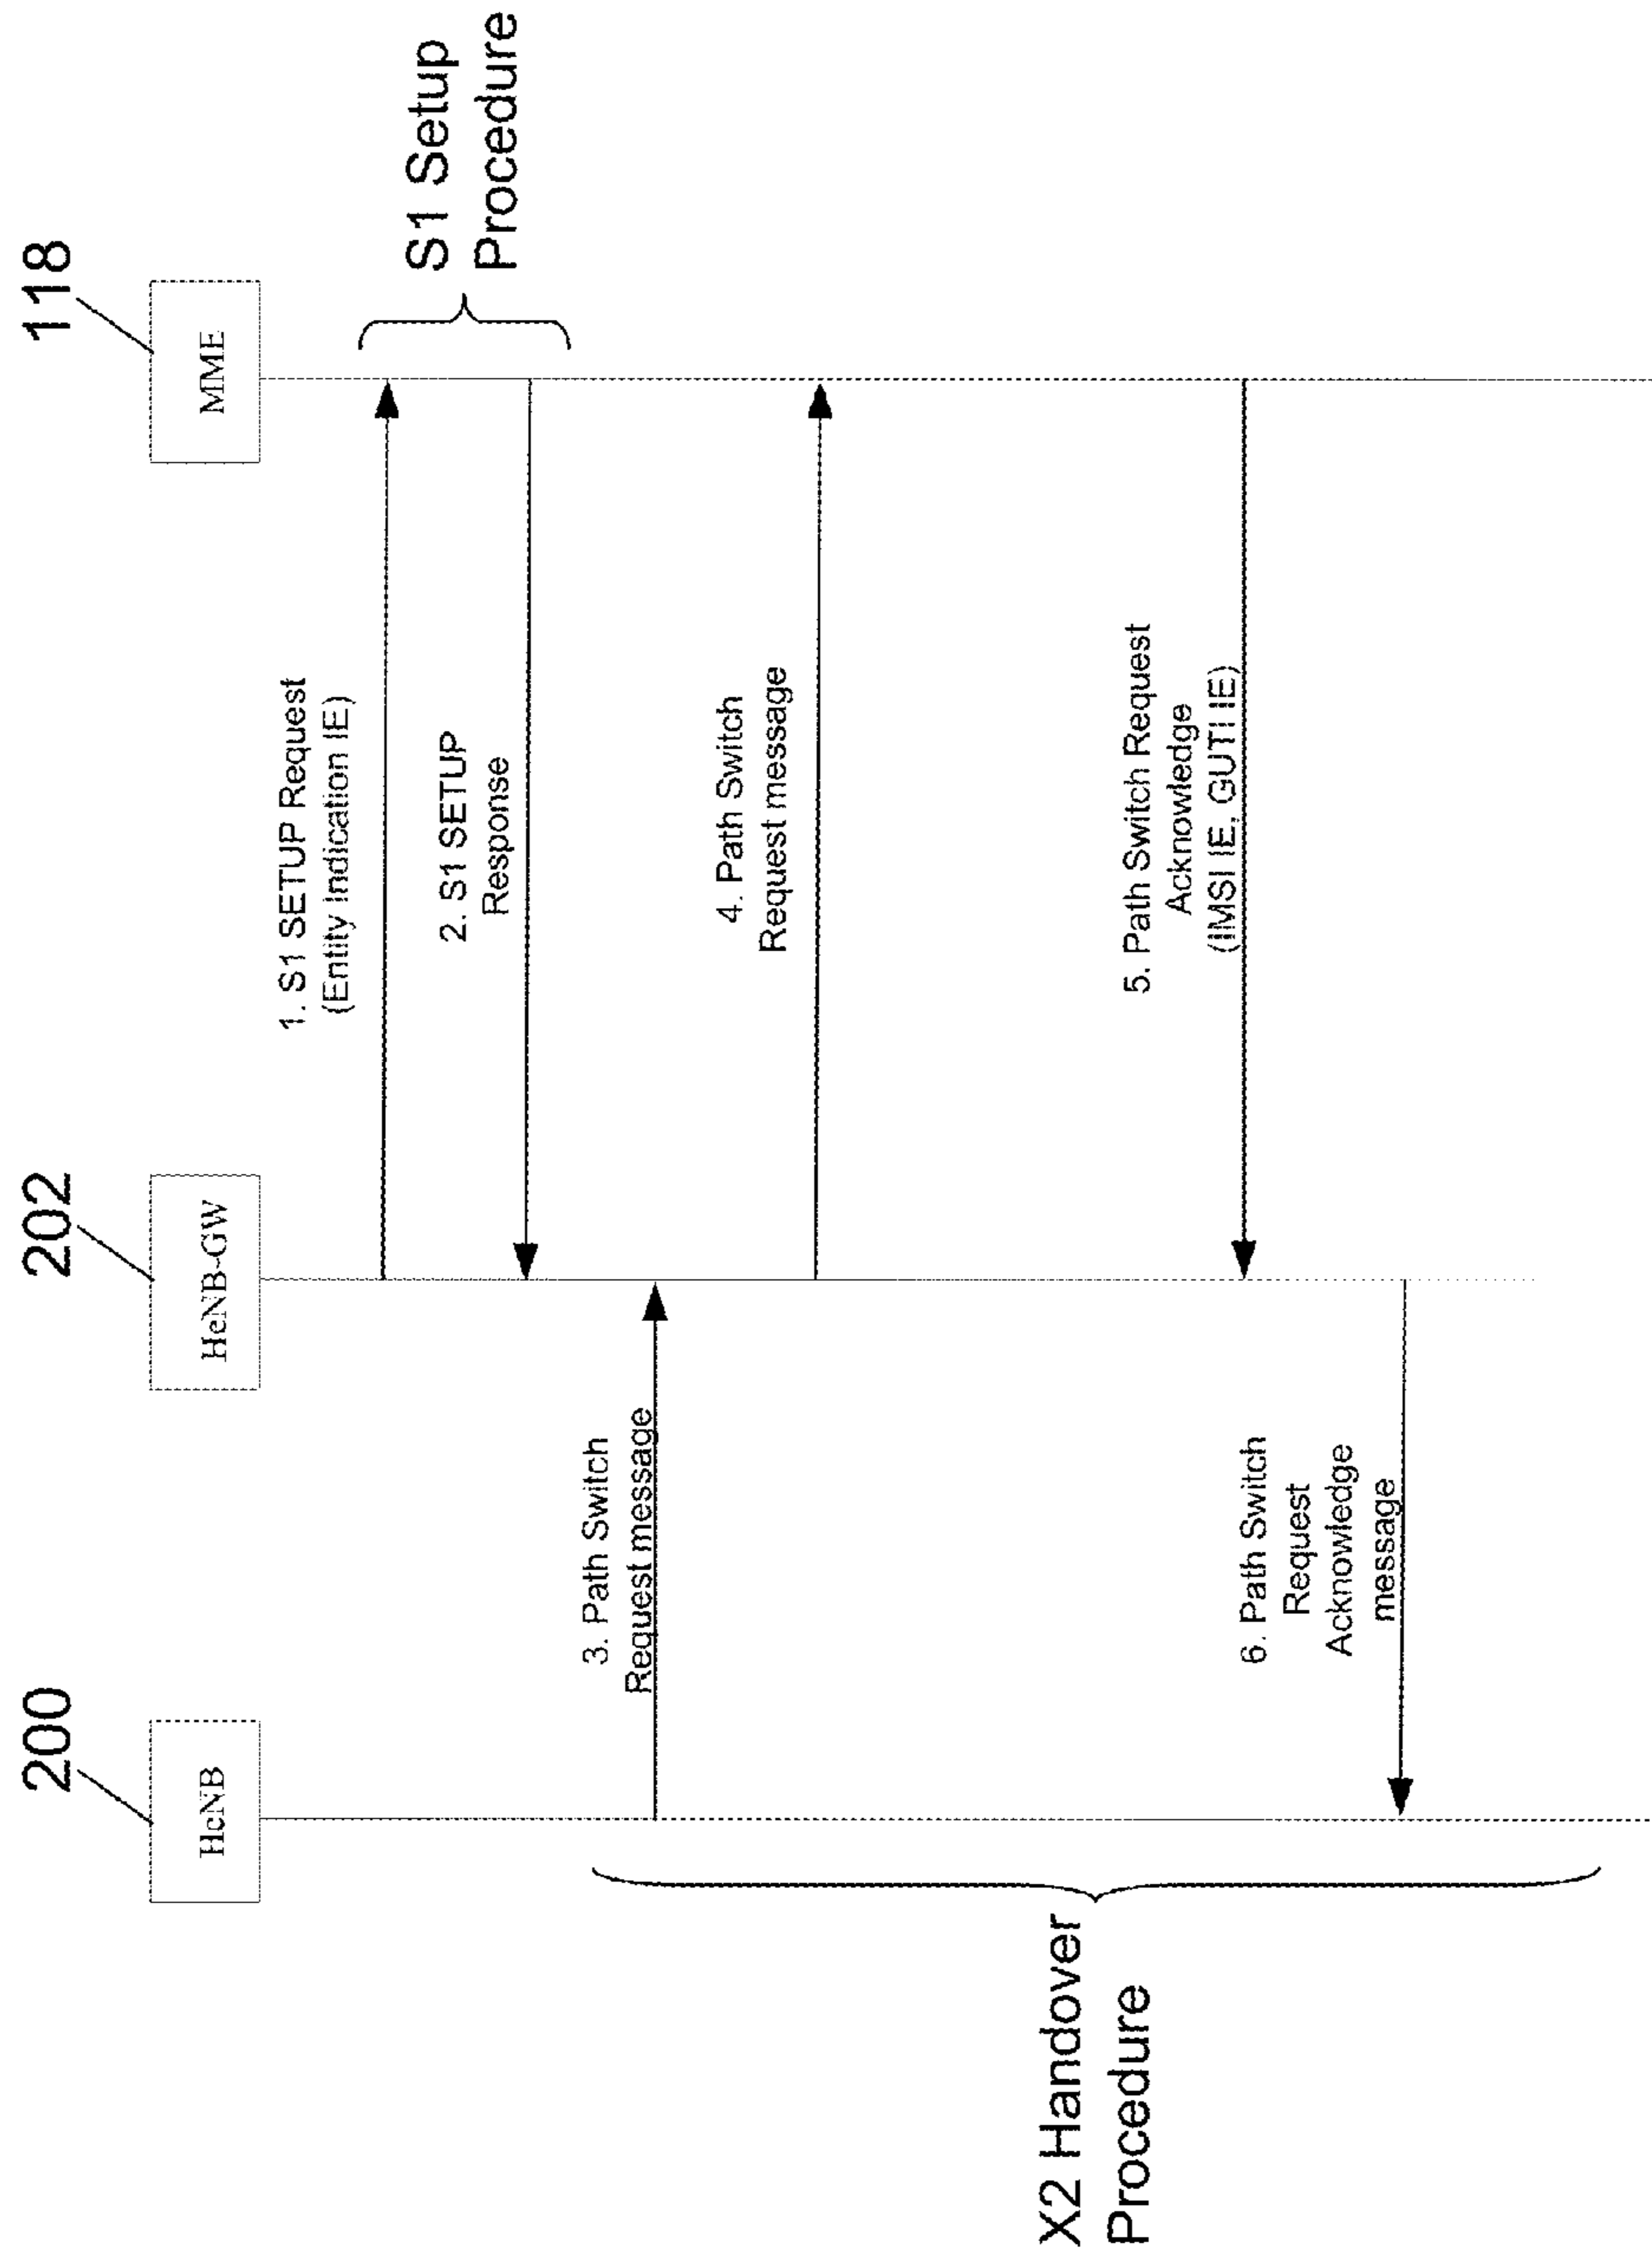 200
202
118
HeNB
HeNB-GW
MME
1. S1 SETUP Request
(Entity Indication IE)
S1 Setup
Procedure
2. S1 SETUP
Response
3. Path Switch
Request message
4. Path Switch
Request message
X2 Handover
Procedure
5. Path Switch Request
Acknowledge
(IMSI IE, GUTI IE)
6. Path Switch
Request
Acknowledge
message